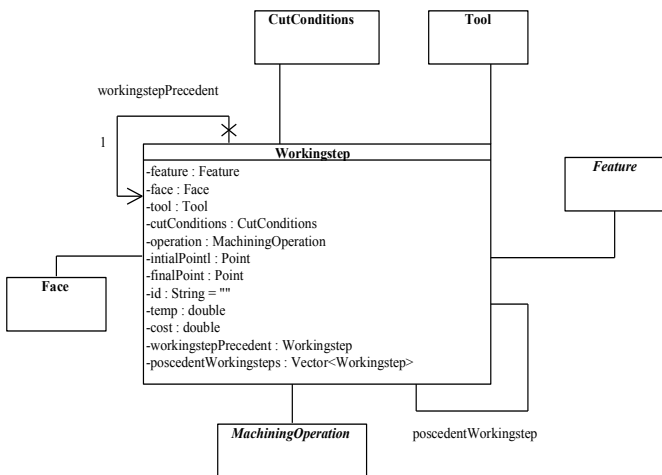 CutConditions
Tool
workingstepPrecedent
1
Workingstep
-feature : Feature
-face : Face
-tool : Tool
-cutConditions : CutConditions
-operation : MachiningOperation
-intialPointl : Point
-finalPoint : Point
-id : String = ""
-temp : double
-cost : double
-workingstepPrecedent : Workingstep
-poscedentWorkingsteps : Vector<Workingstep>
Feature
Face
MachiningOperation
poscedentWorkingstep